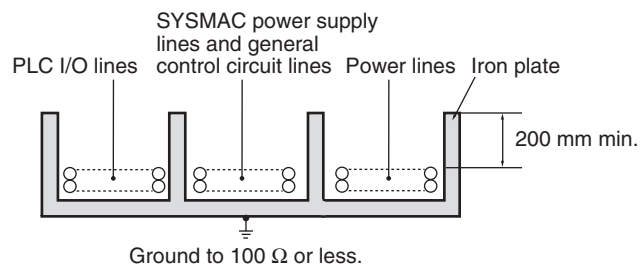 SYSMAC power supply
lines and general
PLC I/O lines control circuit lines Power lines Iron plate
200 mm min.
Ground to 100 Ω or less.